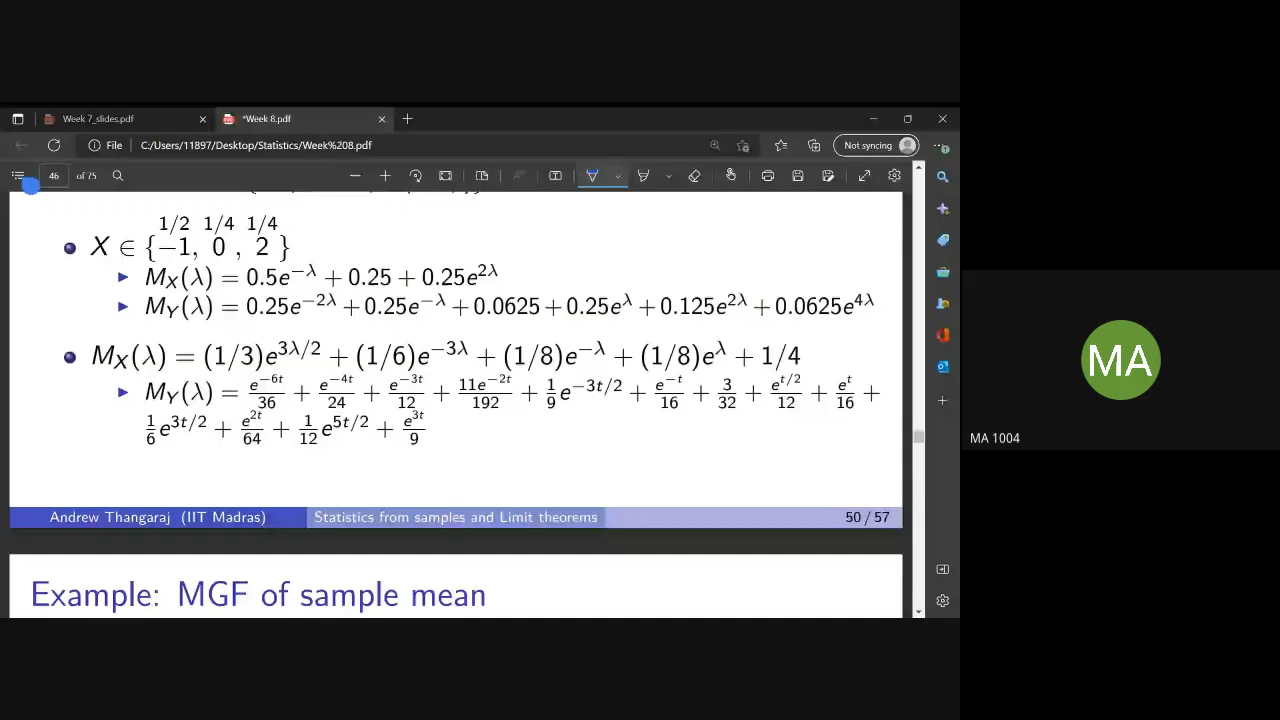 Week 7_slides.pdf
*Week 8.pdf
File
C:/Users/11897/Desktop/Statistics/Week%208.pdf
Not syncing
46 of 75
1/2 1/4 1/4
X ∈ {−1, 0 , 2 }
M_X(λ) = 0.5e^{−λ} + 0.25 + 0.25e^{2λ}
M_Y(λ) = 0.25e^{−2λ} + 0.25e^{−λ} + 0.0625 + 0.25e^{λ} + 0.125e^{2λ} + 0.0625e^{4λ}
M_X(λ) = (1/3)e^{3λ/2} + (1/6)e^{−3λ} + (1/8)e^{−λ} + (1/8)e^{λ} + 1/4
M_Y(λ) = e^{−6t}/36 + e^{−4t}/24 + e^{−3t}/12 + 11e^{−2t}/192 + 1/9 e^{−3t/2} + e^{−t}/16 + 3/32 + e^{t/2}/12 + e^{t}/16 +
1/6 e^{3t/2} + e^{2t}/64 + 1/12 e^{5t/2} + e^{3t}/9
Andrew Thangaraj (IIT Madras) Statistics from samples and Limit theorems 50 / 57
Example: MGF of sample mean
MA
MA 1004